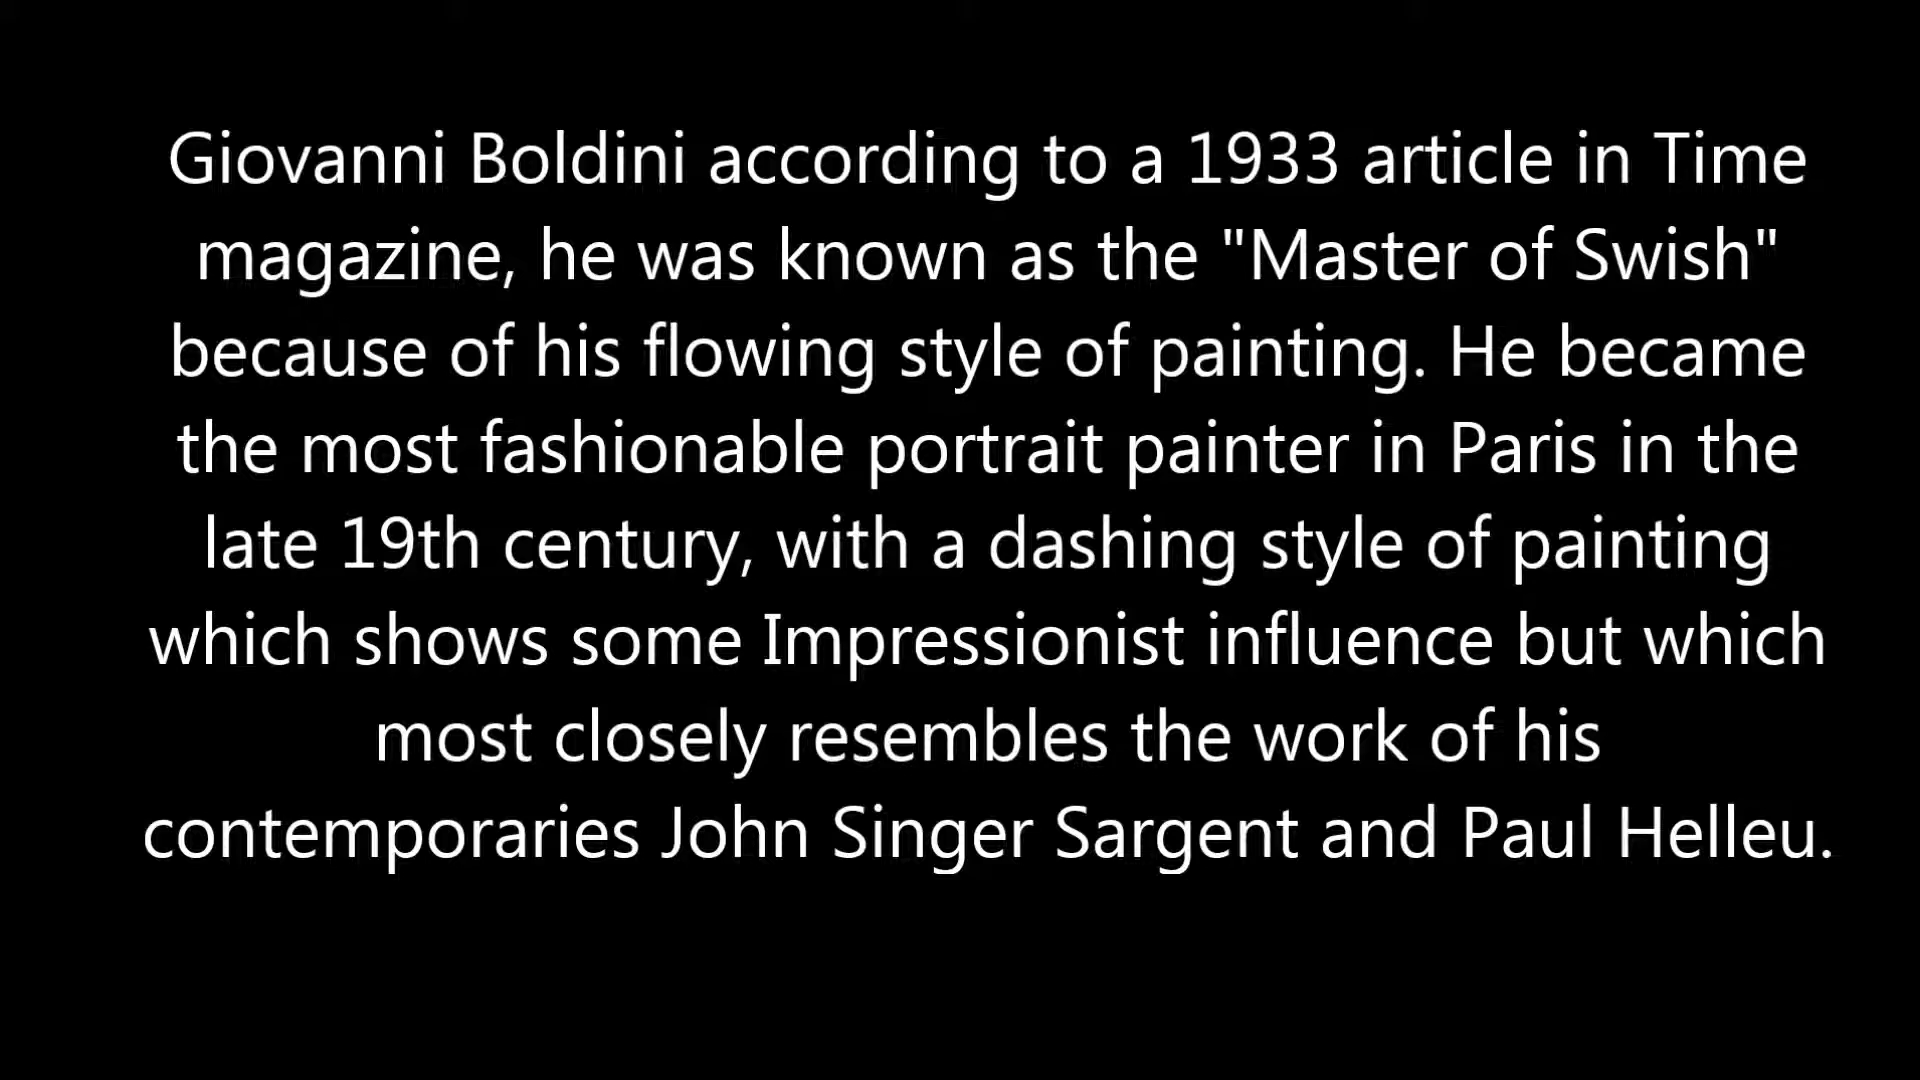 Giovanni Boldini according to a 1933 article in Time
magazine, he was known as the "Master of Swish"
because of his flowing style of painting. He became
the most fashionable portrait painter in Paris in the
late 19th century, with a dashing style of painting
which shows some Impressionist influence but which
most closely resembles the work of his
contemporaries John Singer Sargent and Paul Helleu.